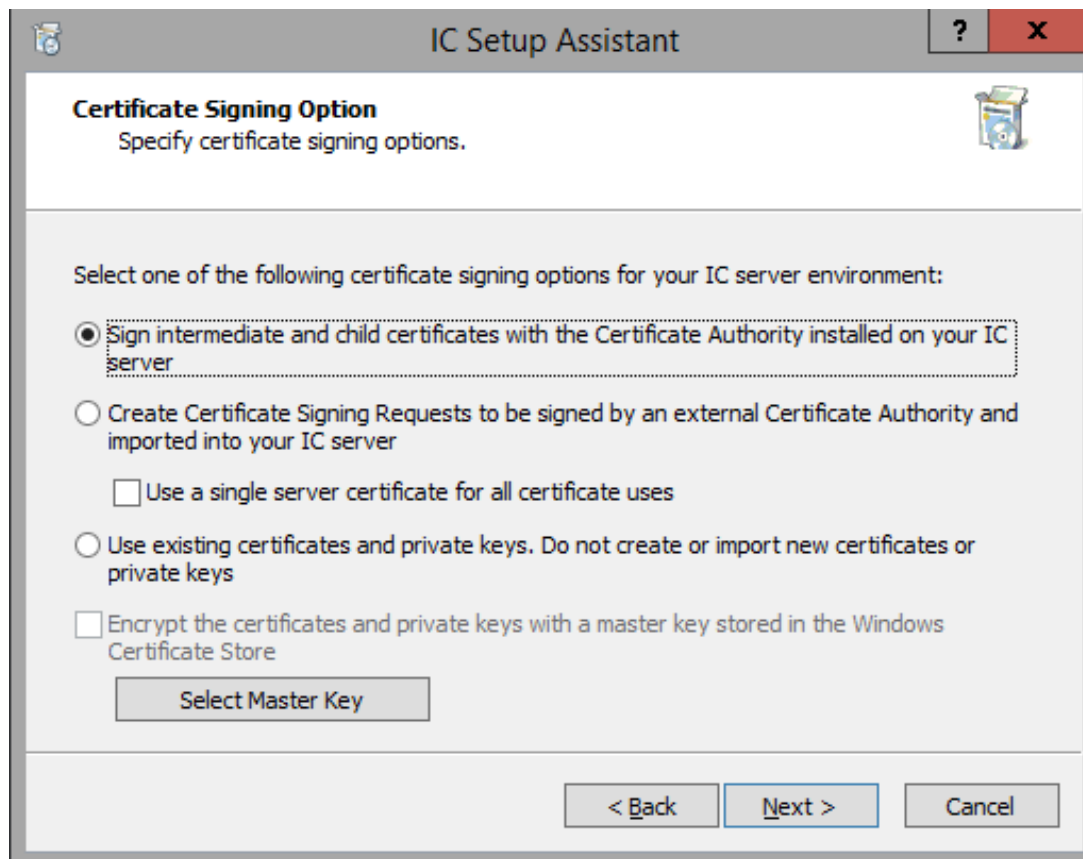 IC Setup Assistant
?
x
Certificate Signing Option
Specify certificate signing options.
Select one of the following certificate signing options for your IC server environment:
Sign intermediate and child certificates with the Certificate Authority installed on your IC
server
Create Certificate Signing Requests to be signed by an external Certificate Authority and
imported into your IC server
Use a single server certificate for all certificate uses
Use existing certificates and private keys. Do not create or import new certificates or
private keys
Encrypt the certificates and private keys with a master key stored in the Windows
Certificate Store
Select Master Key
< Back
Next >
Cancel